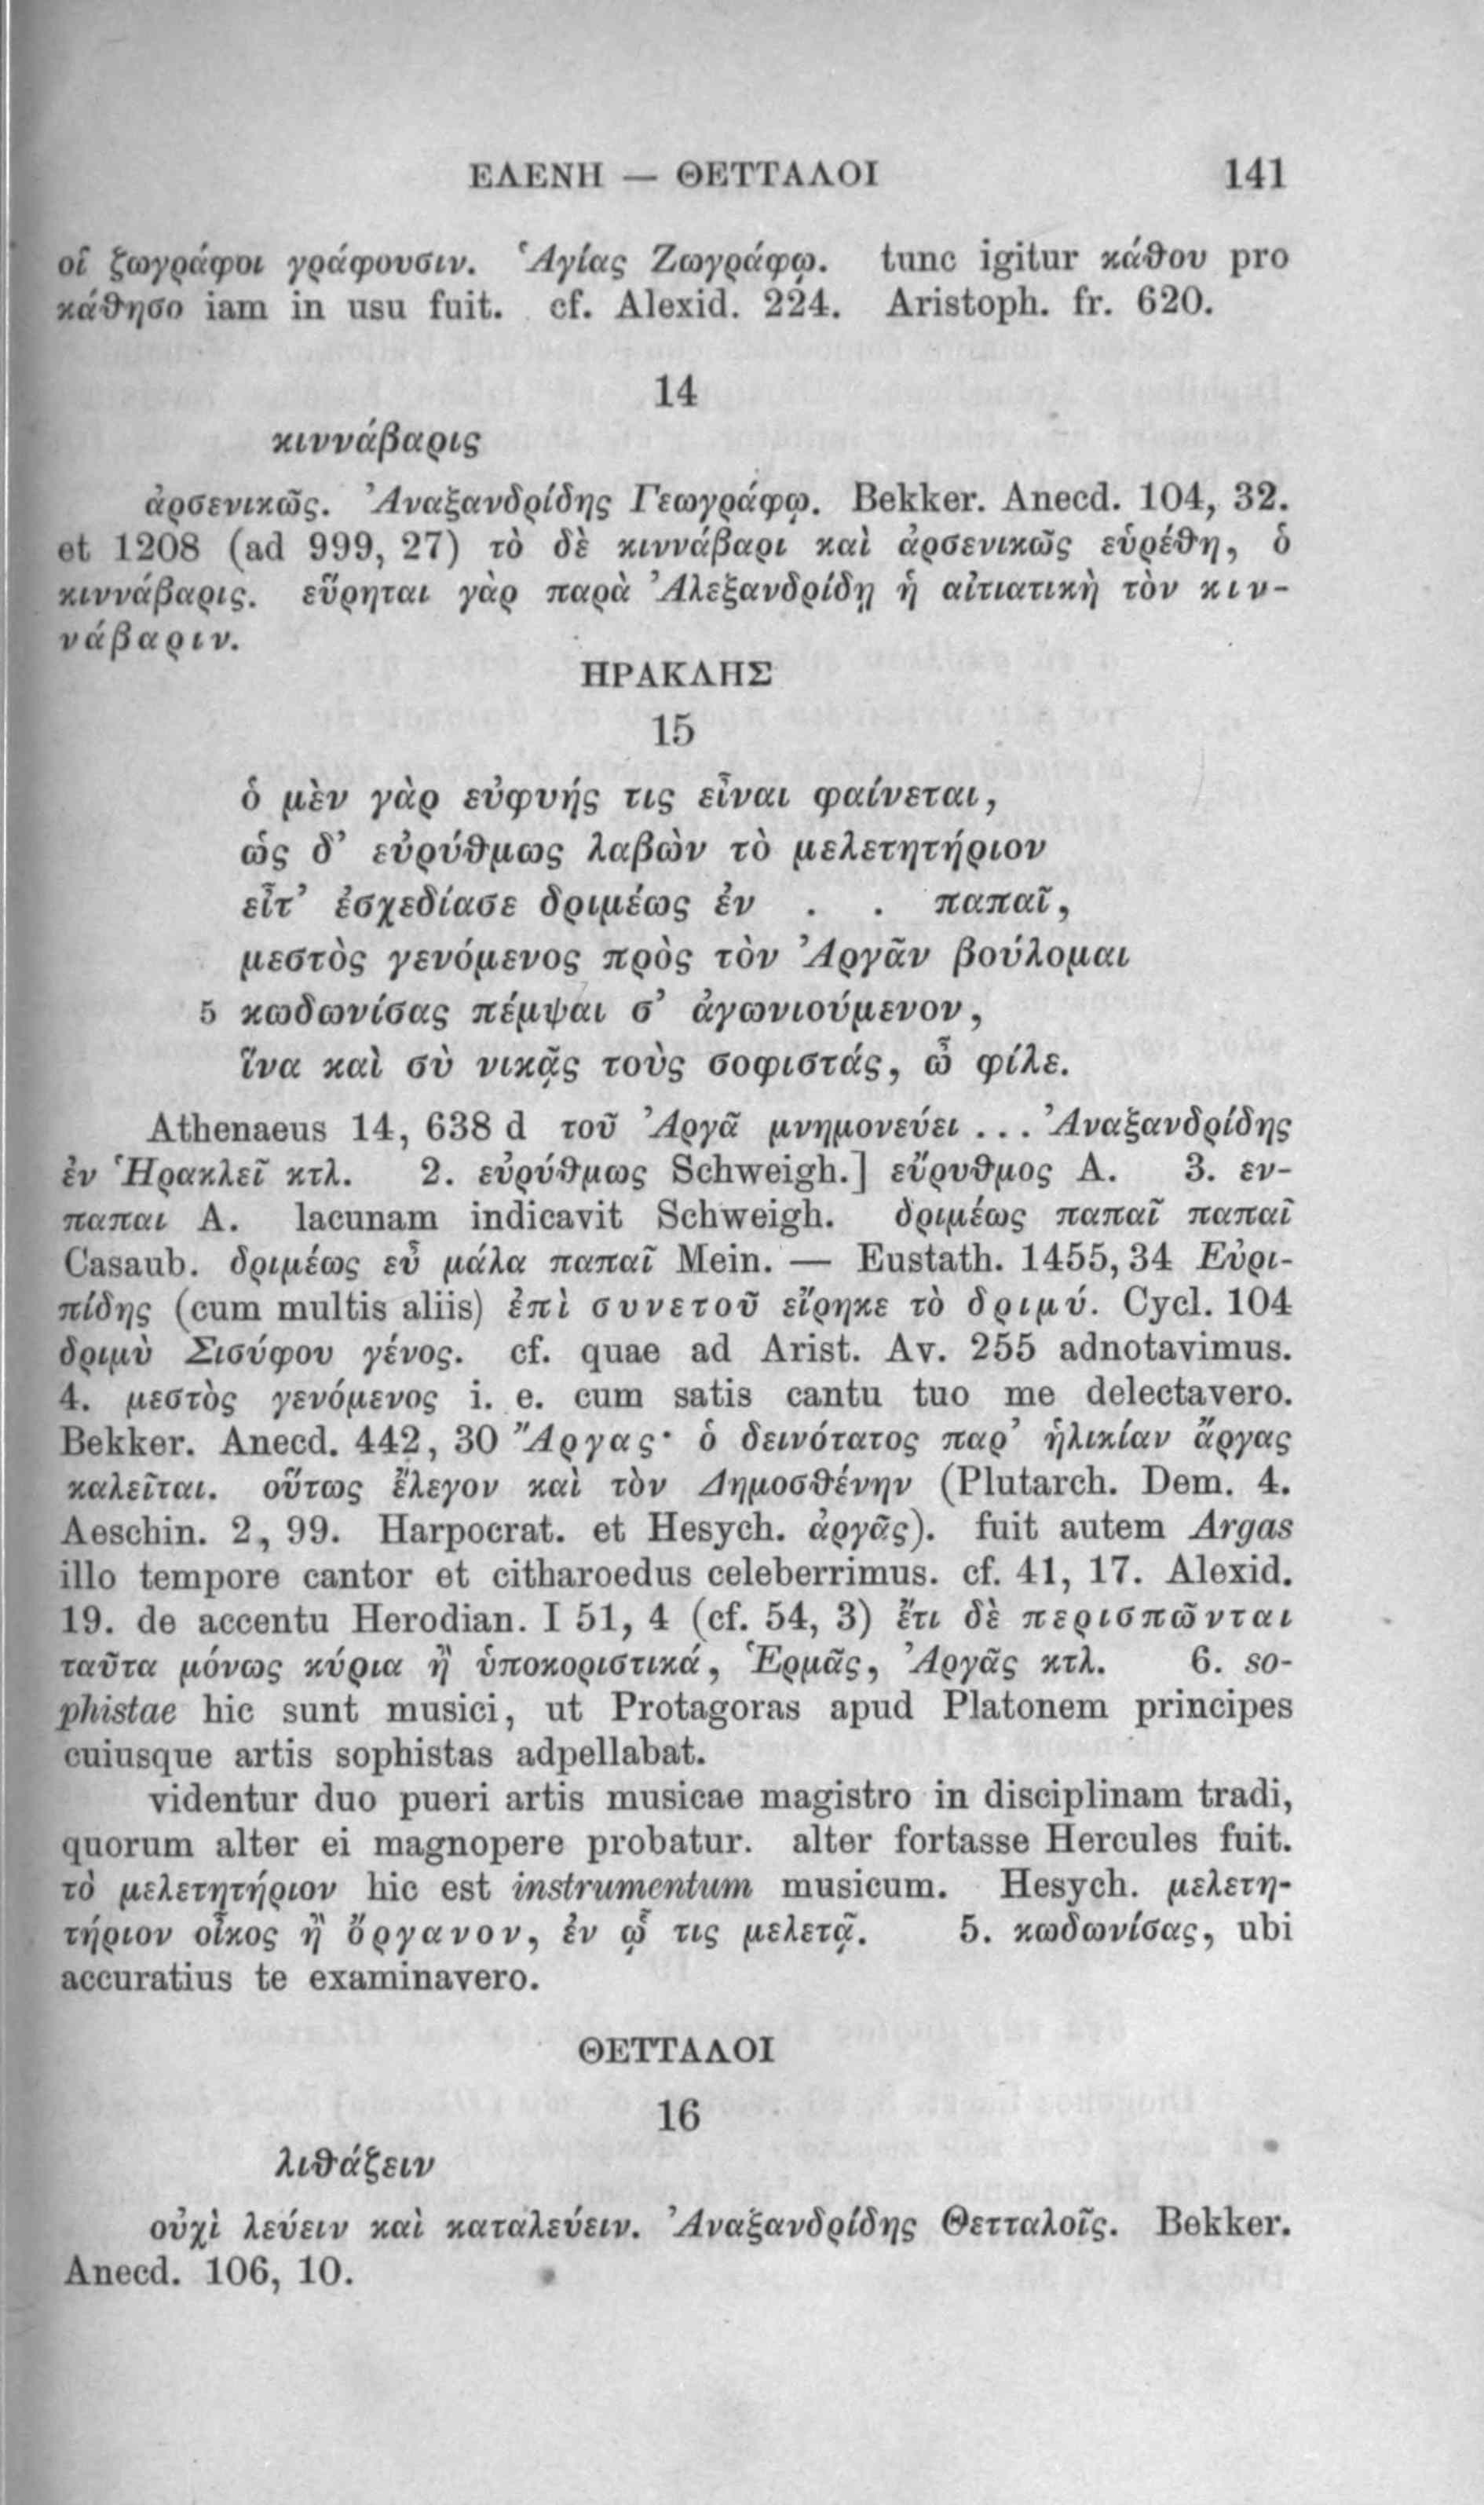 ΕΛΕΝΗ — ΘΕΤΤΑΛΟΙ 141
οἳ ζωγράφοι γράφουσιν. Ἁγίας Ζωγράφῳ. tunc igitur κάθου pro
κάθησο iam in usu fuit. cf. Alexid. 224. Aristoph. fr. 620.
14
κιννάβαρις
ἀρσενικῶς. Ἀναξανδρίδης Γεωγράφῳ. Bekker. Anecd. 104, 32.
et 1208 (ad 999, 27) τὸ δὲ κιννάβαρι καὶ ἀρσενικῶς εὑρέθη, ὁ
κιννάβαρις. εὕρηται γὰρ παρὰ Ἀλεξανδρίδῃ ἡ αἰτιατικὴ τὸν κιν-
νάβαριν.
ΗΡΑΚΛΗΣ
15
ὁ μὲν γὰρ εὐφυής τις εἶναι φαίνεται,
ὡς δ’ εὐρύθμως λαβὼν τὸ μελετητήριον
εἶτ’ ἐσχεδίασε δριμέως ἐν . . παπαῖ,
μεστὸς γενόμενος πρὸς τὸν Ἀργᾶν βούλομαι
5 κωδωνίσας πέμψαι σ’ ἀγωνιούμενον,
ἵνα καὶ σὺ νικᾷς τοὺς σοφιστάς, ὦ φίλε.
Athenaeus 14, 638 d τοῦ Ἀργᾶ μνημονεύει ... Ἀναξανδρίδης
ἐν Ἡρακλεῖ κτλ. 2. εὐρύθμως Schweigh.] εὔρυθμος A. 3. εν-
παπαι A. lacunam indicavit Schweigh. δριμέως παπαῖ παπαῖ
Casaub. δριμέως εὖ μάλα παπαῖ Mein. — Eustath. 1455, 34 Εὐρι-
πίδης (cum multis aliis) ἐπὶ συνετοῦ εἴρηκε τὸ δριμύ. Cycl. 104
δριμὺ Σισύφου γένος. cf. quae ad Arist. Av. 255 adnotavimus.
4. μεστὸς γενόμενος i. e. cum satis cantu tuo me delectavero.
Bekker. Anecd. 442, 30 Ἄργας· ὁ δεινότατος παρ’ ἡλικίαν ἄργας
καλεῖται. οὕτως ἔλεγον καὶ τὸν Δημοσθένην (Plutarch. Dem. 4.
Aeschin. 2, 99. Harpocrat. et Hesych. ἀργᾶς). fuit autem Argas
illo tempore cantor et citharoedus celeberrimus. cf. 41, 17. Alexid.
19. de accentu Herodian. I 51, 4 (cf. 54, 3) ἔτι δὲ περισπῶνται
ταῦτα μόνως κύρια ἢ ὑποκοριστικά, Ἑρμᾶς, Ἀργᾶς κτλ. 6. so-
phistae hic sunt musici, ut Protagoras apud Platonem principes
cuiusque artis sophistas adpellabat.
videntur duo pueri artis musicae magistro in disciplinam tradi,
quorum alter ei magnopere probatur. alter fortasse Hercules fuit.
τὸ μελετητήριον hic est instrumentum musicum. Hesych. μελετη-
τήριον οἶκος ἢ ὄργανον, ἐν ᾧ τις μελετᾷ. 5. κωδωνίσας, ubi
accuratius te examinavero.
ΘΕΤΤΑΛΟΙ
16
λιθάζειν
οὐχὶ λεύειν καὶ καταλεύειν. Ἀναξανδρίδης Θετταλοῖς. Bekker.
Anecd. 106, 10.